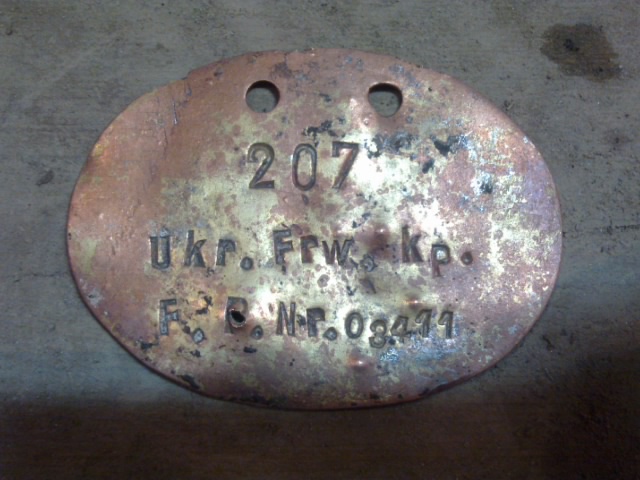 207
Ukr. Frw. Kp.
F. P. Nr. 03411